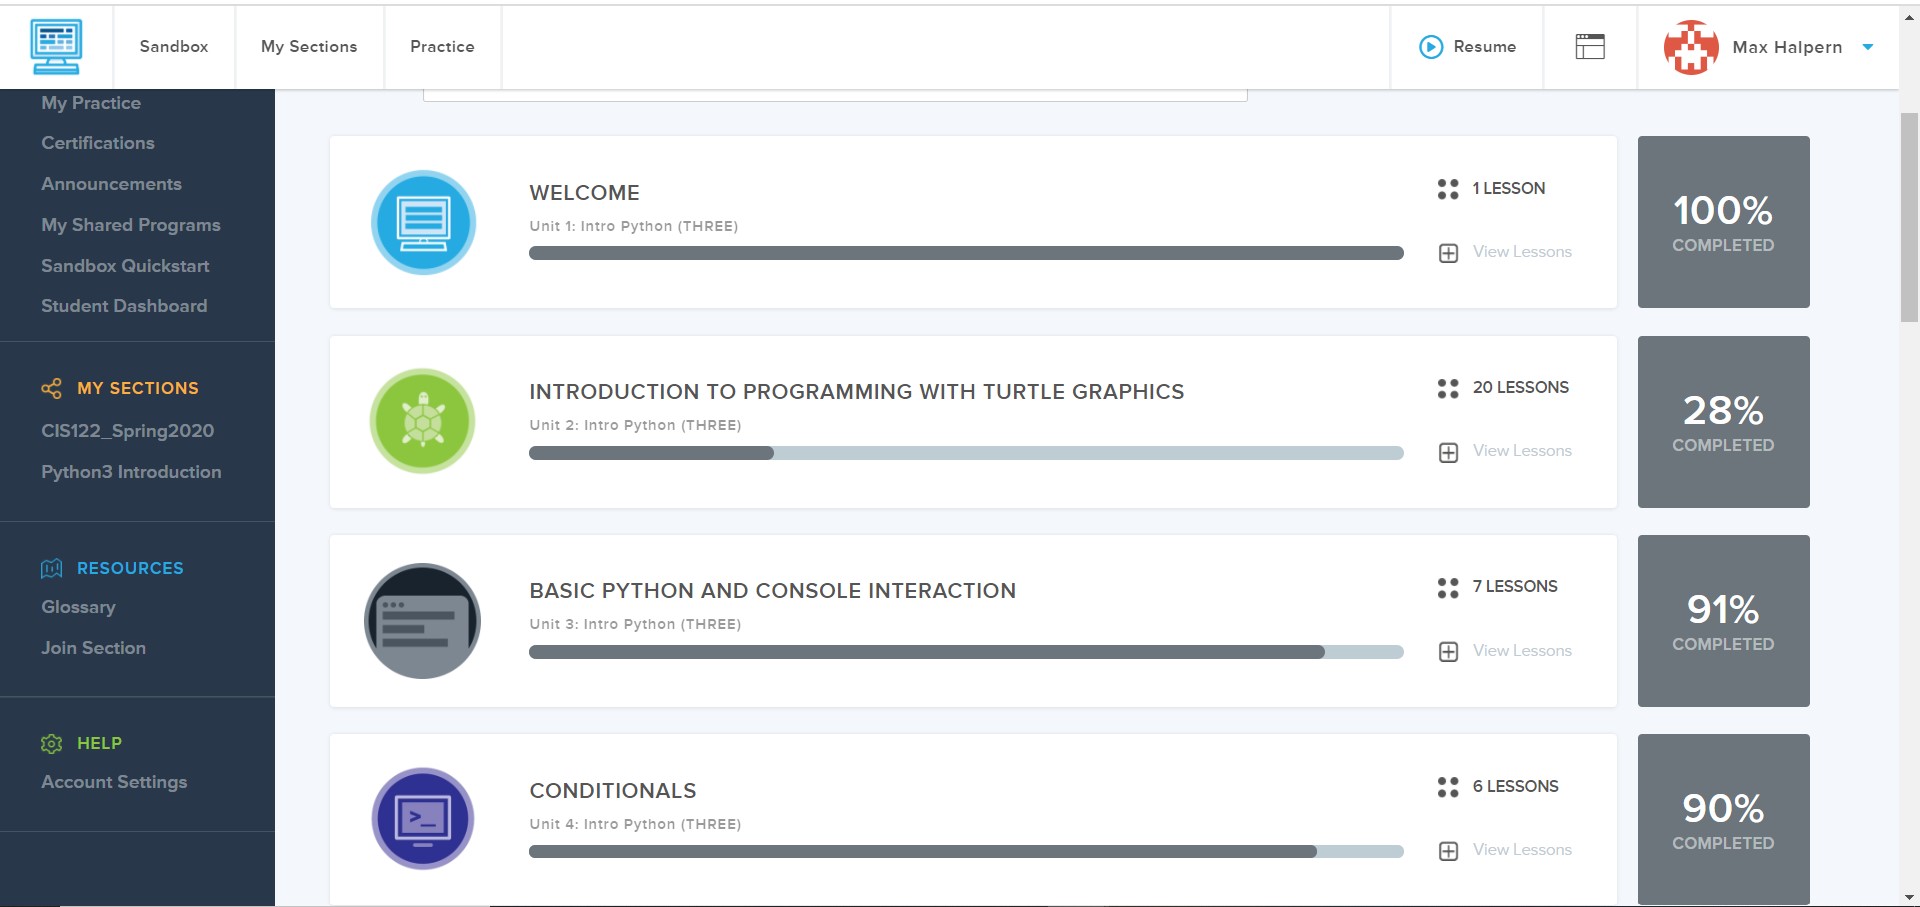 Sandbox
My Sections
Practice
Resume
Max Halpern
My Practice
Certifications
Announcements
My Shared Programs
Sandbox Quickstart
Student Dashboard
MY SECTIONS
CIS122_Spring2020
Python3 Introduction
RESOURCES
Glossary
Join Section
HELP
Account Settings
WELCOME
Unit 1: Intro Python (THREE)
1 LESSON
View Lessons
100%
COMPLETED
INTRODUCTION TO PROGRAMMING WITH TURTLE GRAPHICS
Unit 2: Intro Python (THREE)
20 LESSONS
View Lessons
28%
COMPLETED
BASIC PYTHON AND CONSOLE INTERACTION
Unit 3: Intro Python (THREE)
7 LESSONS
View Lessons
91%
COMPLETED
>_
CONDITIONALS
Unit 4: Intro Python (THREE)
6 LESSONS
View Lessons
90%
COMPLETED